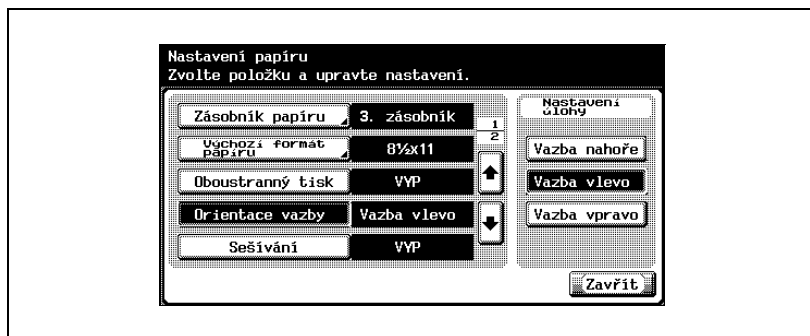 Nastavení papíru
Zvolte položku a upravte nastavení.
Zásobník papíru 3. zásobník
Výchozí formát
papíru
8½x11
Oboustranný tisk VYP
Orientace vazby Vazba vlevo
Sešívání VYP
1
2
Nastavení
úlohy
Vazba nahoře
Vazba vlevo
Vazba vpravo
Zavřít